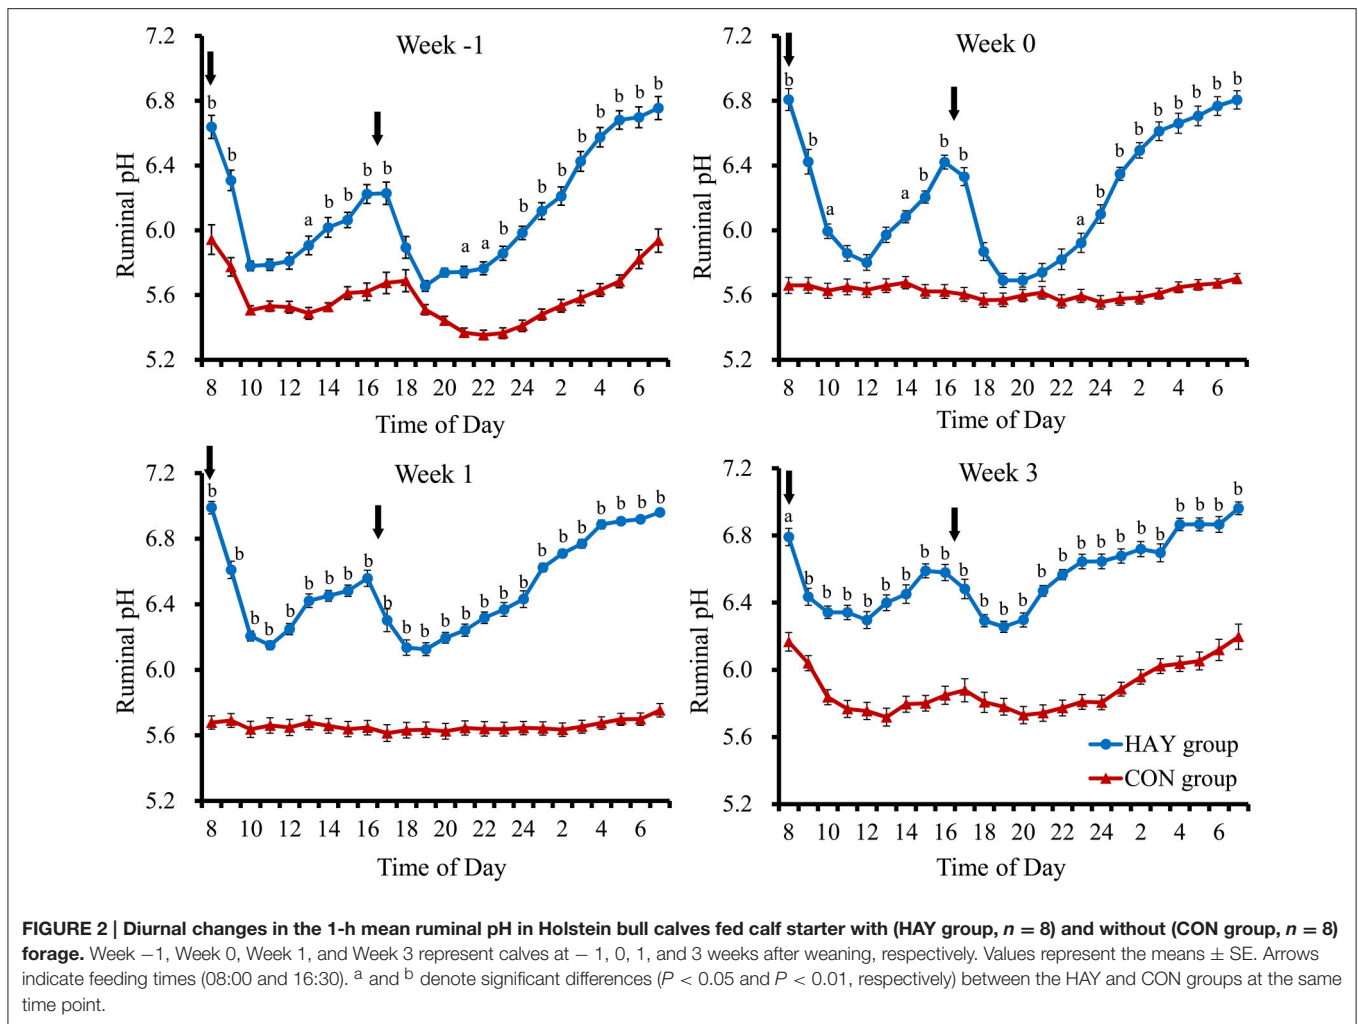 Week -1
Ruminal pH
7.2
6.8
6.4
6.0
5.6
5.2
b b a b b b b b a a b b b b b b b b b
8 10 12 14 16 18 20 22 24 2 4 6
Time of Day
Week 0
Ruminal pH
7.2
6.8
6.4
6.0
5.6
5.2
b b a a b b b a b b b b b b b b
8 10 12 14 16 18 20 22 24 2 4 6
Time of Day
Week 1
Ruminal pH
7.2
6.8
6.4
6.0
5.6
5.2
b b b b b b b b b b b b b b b b b b b b b b b b
8 10 12 14 16 18 20 22 24 2 4 6
Time of Day
Week 3
Ruminal pH
7.2
6.8
6.4
6.0
5.6
5.2
a b b b b b b b b b b b b b b b b b b b b b b b
HAY group
CON group
8 10 12 14 16 18 20 22 24 2 4 6
Time of Day
FIGURE 2 | Diurnal changes in the 1-h mean ruminal pH in Holstein bull calves fed calf starter with (HAY group, n = 8) and without (CON group, n = 8)
forage. Week −1, Week 0, Week 1, and Week 3 represent calves at − 1, 0, 1, and 3 weeks after weaning, respectively. Values represent the means ± SE. Arrows
indicate feeding times (08:00 and 16:30). a and b denote significant differences (P < 0.05 and P < 0.01, respectively) between the HAY and CON groups at the same
time point.